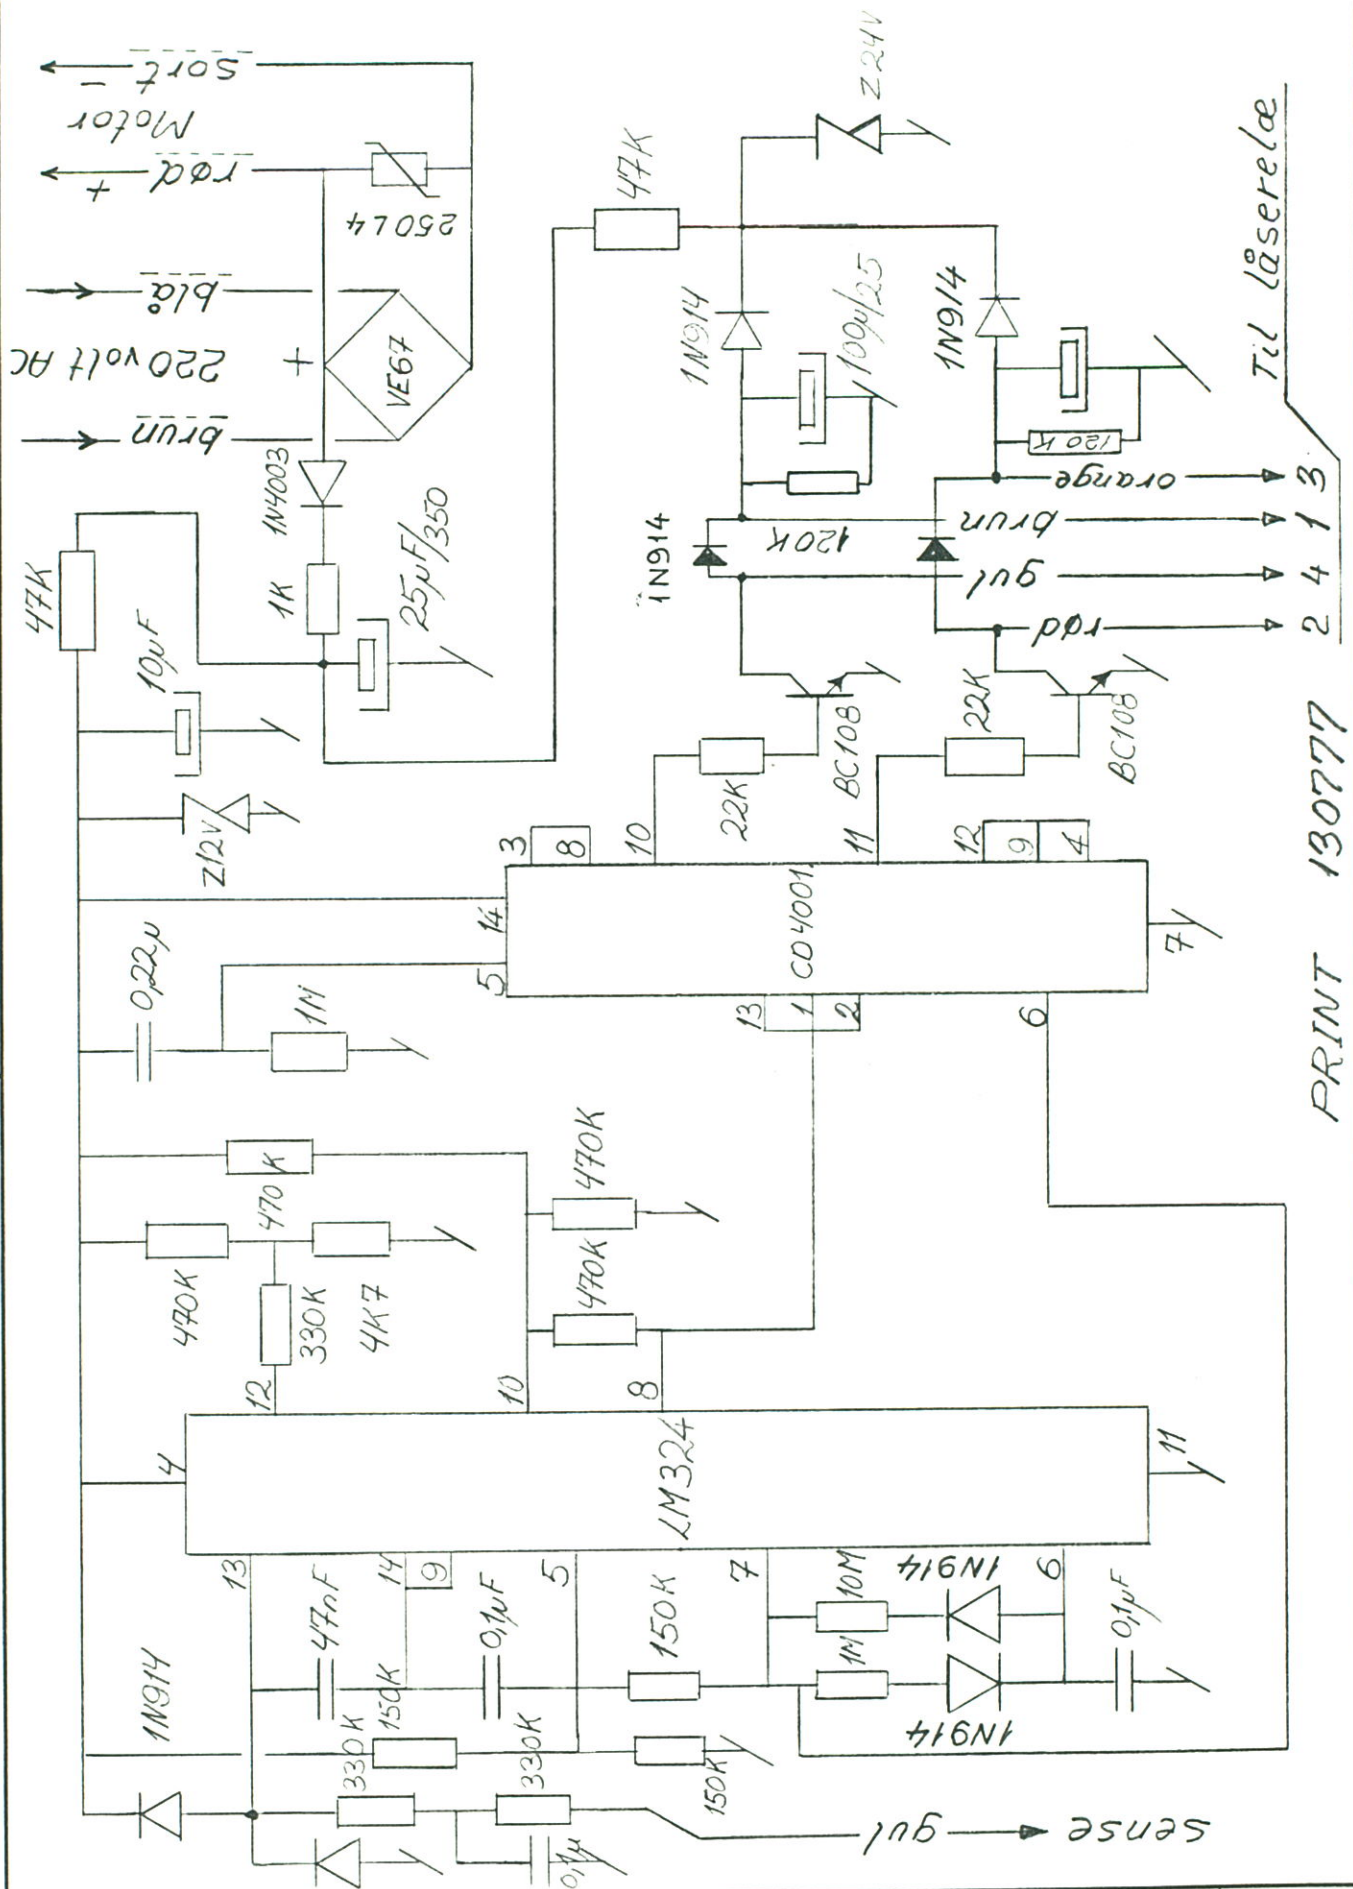 sort
−
Motor
+
rød
250L4
blå
220 volt AC
+
brun
VE67
1N4003
1K
25µF/350
47K
10µF
Z12V
0,22µ
1M
47K
Z24V
1N914
100µ/25
1N914
120K
1N914
120K
orange
brun
gul
rød
3
1
4
2
Til Låserelæ
22K
BC108
22K
BC108
3
8
10
11
12
9
4
14
5
CD4001
7
13
1
2
6
470K
470K
330K
4K7
470K
470K
12
10
8
4
LM324
11
13
14
9
5
7
6
1N914
47nF
0,1µF
150K
330K
330K
150K
150K
0,1µ
10M
1M
1N914
1N914
0,1µF
gul
sense
PRINT 130777